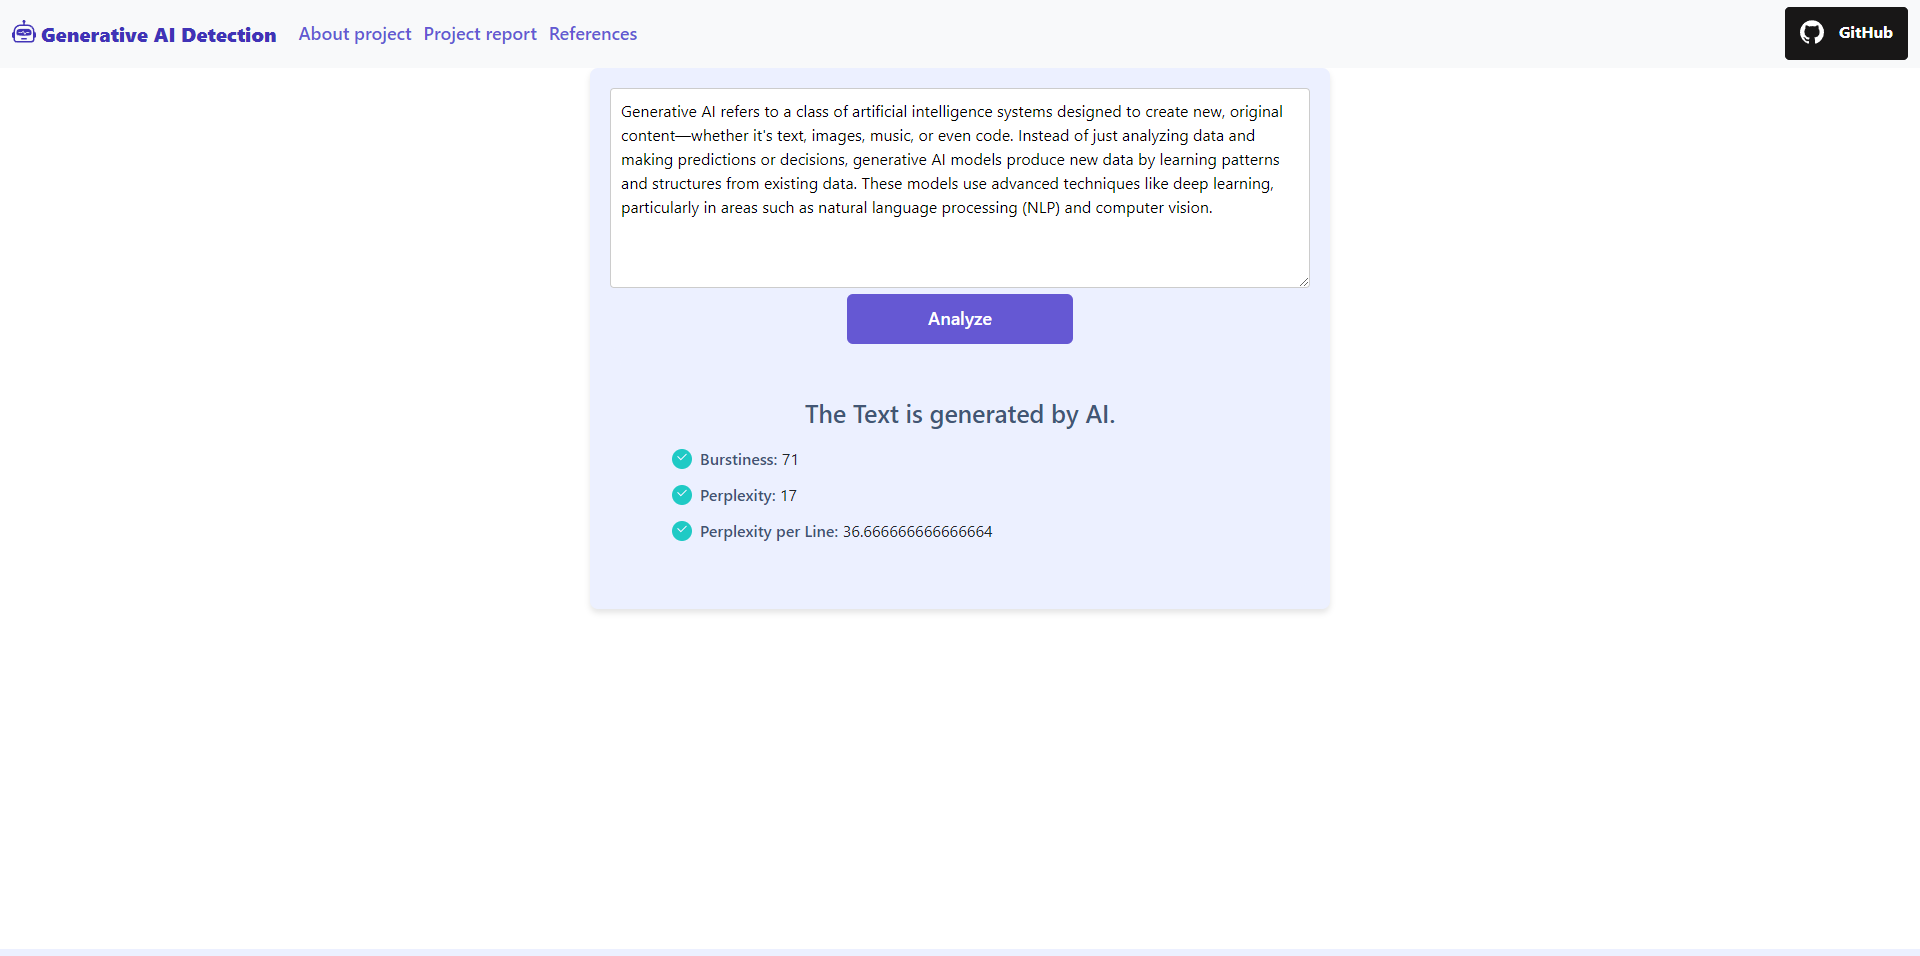 Generative AI Detection About project Project report References GitHub
Generative AI refers to a class of artificial intelligence systems designed to create new, original
content—whether it's text, images, music, or even code. Instead of just analyzing data and
making predictions or decisions, generative AI models produce new data by learning patterns
and structures from existing data. These models use advanced techniques like deep learning,
particularly in areas such as natural language processing (NLP) and computer vision.
Analyze
The Text is generated by AI.
Burstiness: 71
Perplexity: 17
Perplexity per Line: 36.666666666666664